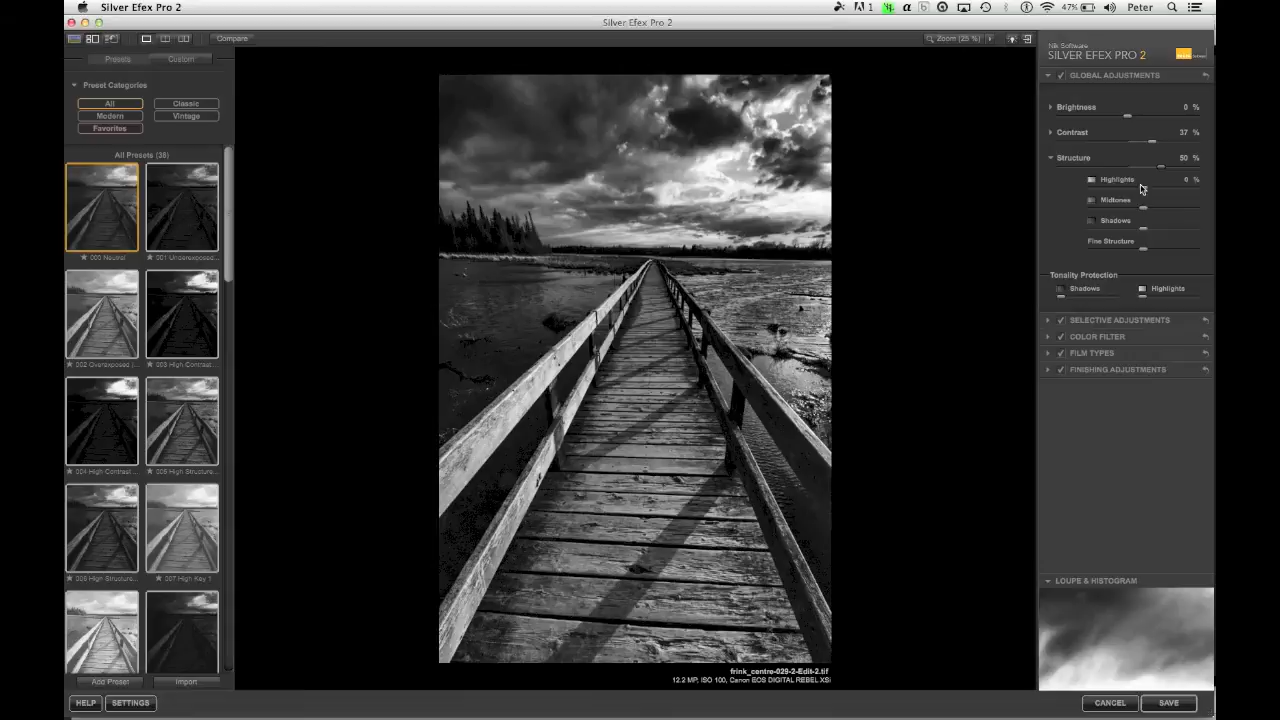 Silver Efex Pro 2
1
47%
Peter
Silver Efex Pro 2
Compare
Zoom (25 %)
Presets
Custom
Preset Categories
All
Classic
Modern
Vintage
Favorites
All Presets (38)
000 Neutral
001 Underexposed...
002 Overexposed (...
003 High Contrast...
004 High Contrast ...
005 High Structure...
006 High Structure...
007 High Key 1
Add Preset
Import
HELP
SETTINGS
frink_centre-029-2-Edit-2.tif
12.2 MP, ISO 100, Canon EOS DIGITAL REBEL XSi
Nik Software
SILVER EFEX PRO 2
GLOBAL ADJUSTMENTS
Brightness 0 %
Contrast 37 %
Structure 50 %
Highlights 0 %
Midtones
Shadows
Fine Structure
Tonality Protection
Shadows
Highlights
SELECTIVE ADJUSTMENTS
COLOR FILTER
FILM TYPES
FINISHING ADJUSTMENTS
LOUPE & HISTOGRAM
CANCEL
SAVE